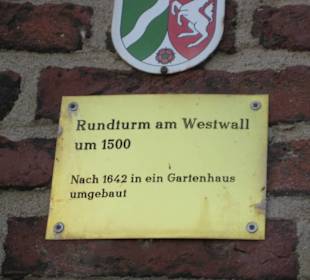 Rundturm am Westwall
um 1500
Nach 1642 in ein Gartenhaus
umgebaut